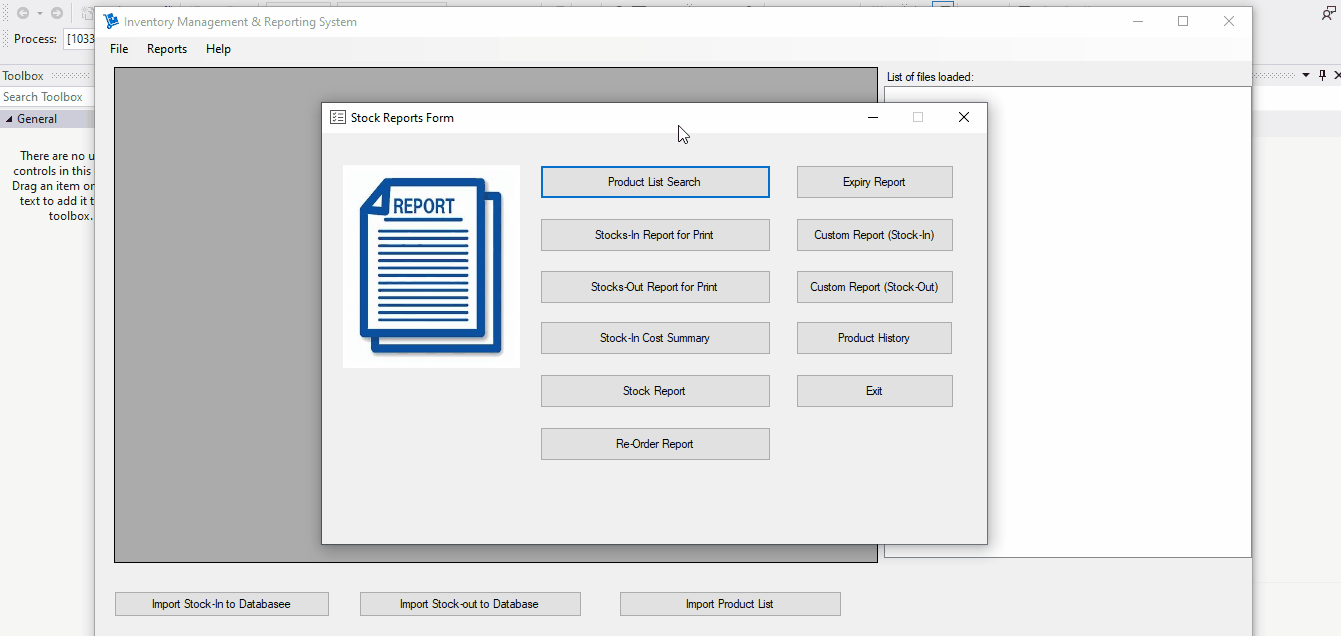 Inventory Management & Reporting System
Process: [1033
File Reports Help
Toolbox
Search Toolbox
General
There are no u
controls in this
Drag an item or
text to add it t
toolbox.
List of files loaded:
Stock Reports Form
REPORT
Product List Search
Expiry Report
Stocks-In Report for Print
Custom Report (Stock-In)
Stocks-Out Report for Print
Custom Report (Stock-Out)
Stock-In Cost Summary
Product History
Stock Report
Exit
Re-Order Report
Import Stock-In to Databasee
Import Stock-out to Database
Import Product List